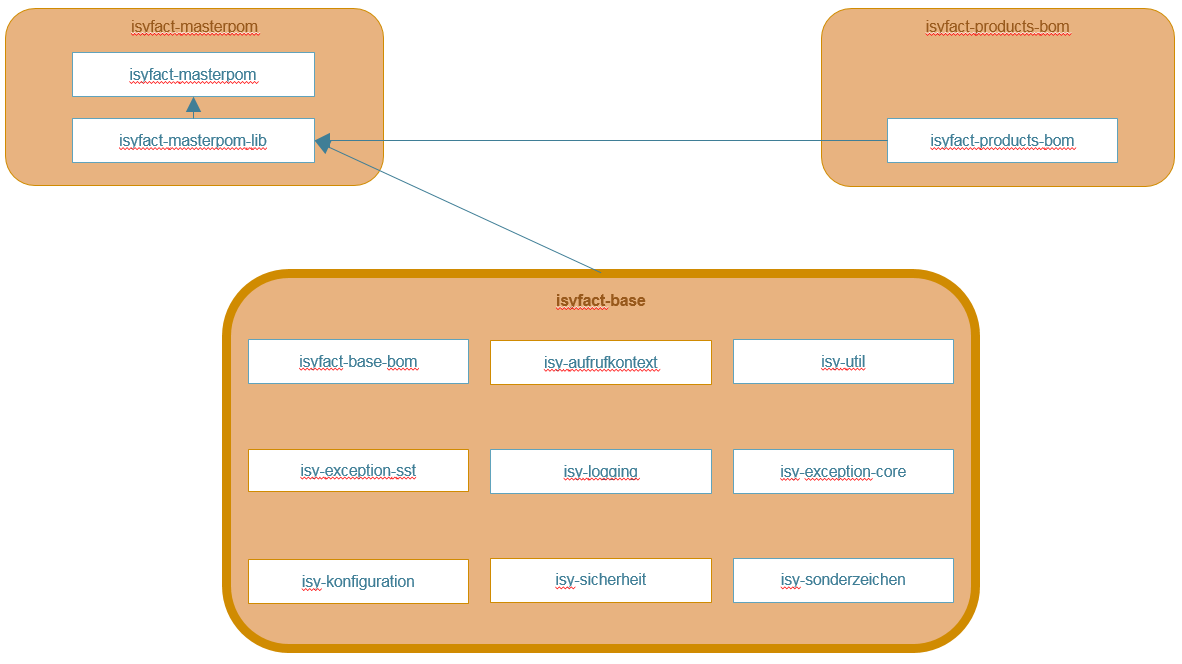 isyfact-masterpom
isyfact-products-bom
isyfact-masterpom
isyfact-masterpom-lib
isyfact-products-bom
isyfact-base
isyfact-base-bom
isy-aufrufkontext
isy-util
isy-exception-sst
isy-logging
isy-exception-core
isy-konfiguration
isy-sicherheit
isy-sonderzeichen